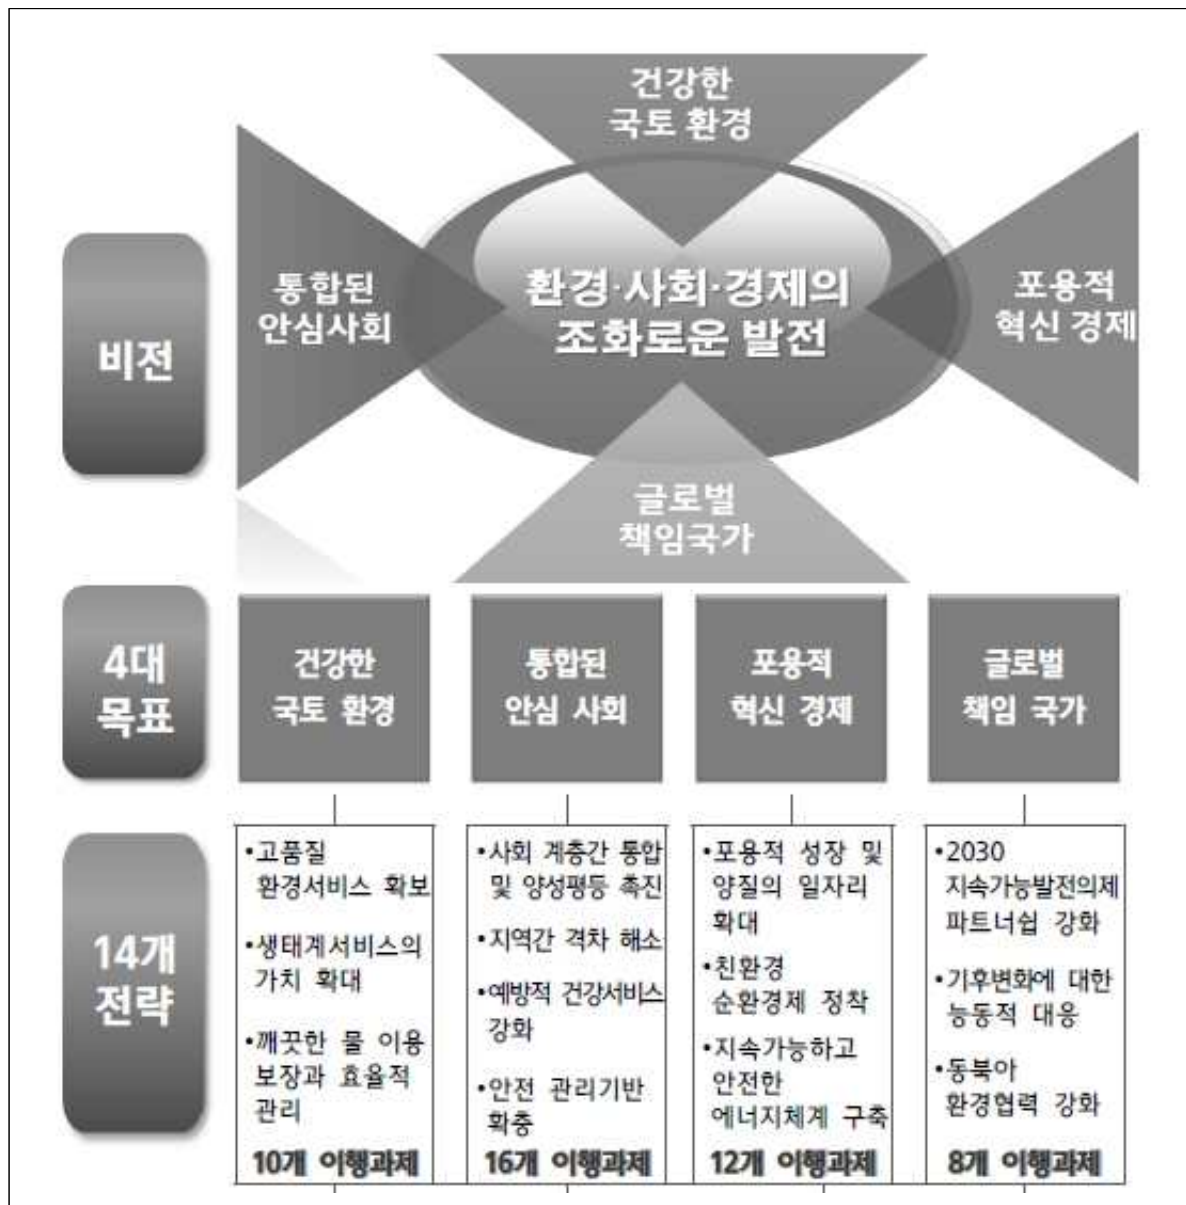 건강한
국토 환경
통합된
안심사회
환경·사회·경제의
조화로운 발전
포용적
혁신 경제
비전
글로벌
책임국가
4대
목표
건강한
국토 환경
통합된
안심 사회
포용적
혁신 경제
글로벌
책임 국가
14개
전략
•고품질
환경서비스 확보
•생태계서비스의
가치 확대
•깨끗한 물 이용
보장과 효율적
관리
10개 이행과제
•사회 계층간 통합
및 양성평등 촉진
•지역간 격차 해소
•예방적 건강서비스
강화
•안전 관리기반
확충
16개 이행과제
•포용적 성장 및
양질의 일자리
확대
•친환경
순환경제 정착
•지속가능하고
안전한
에너지체계 구축
12개 이행과제
•2030
지속가능발전의제
파트너쉽 강화
•기후변화에 대한
능동적 대응
•동북아
환경협력 강화
8개 이행과제